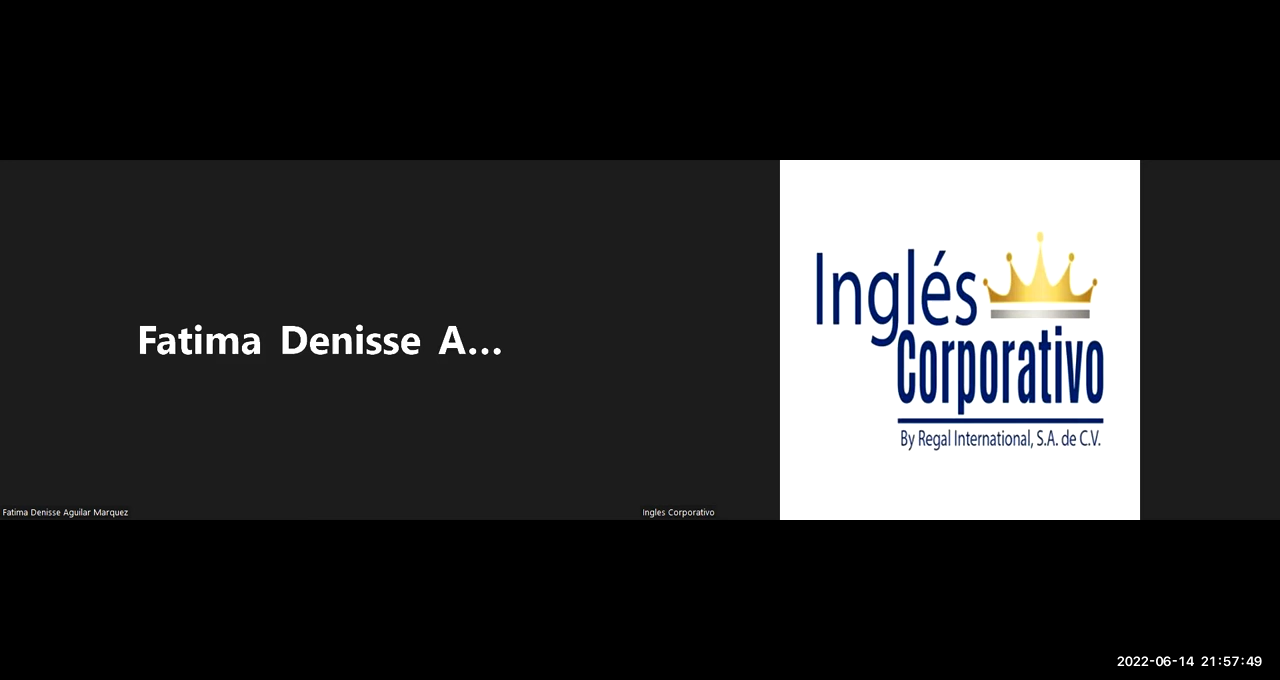 Fatima Denisse A...
Fatima Denisse Aguilar Marquez
Inglés
Corporativo
By Regal International, S.A. de C.V.
Ingles Corporativo
2022-06-14 21:57:49